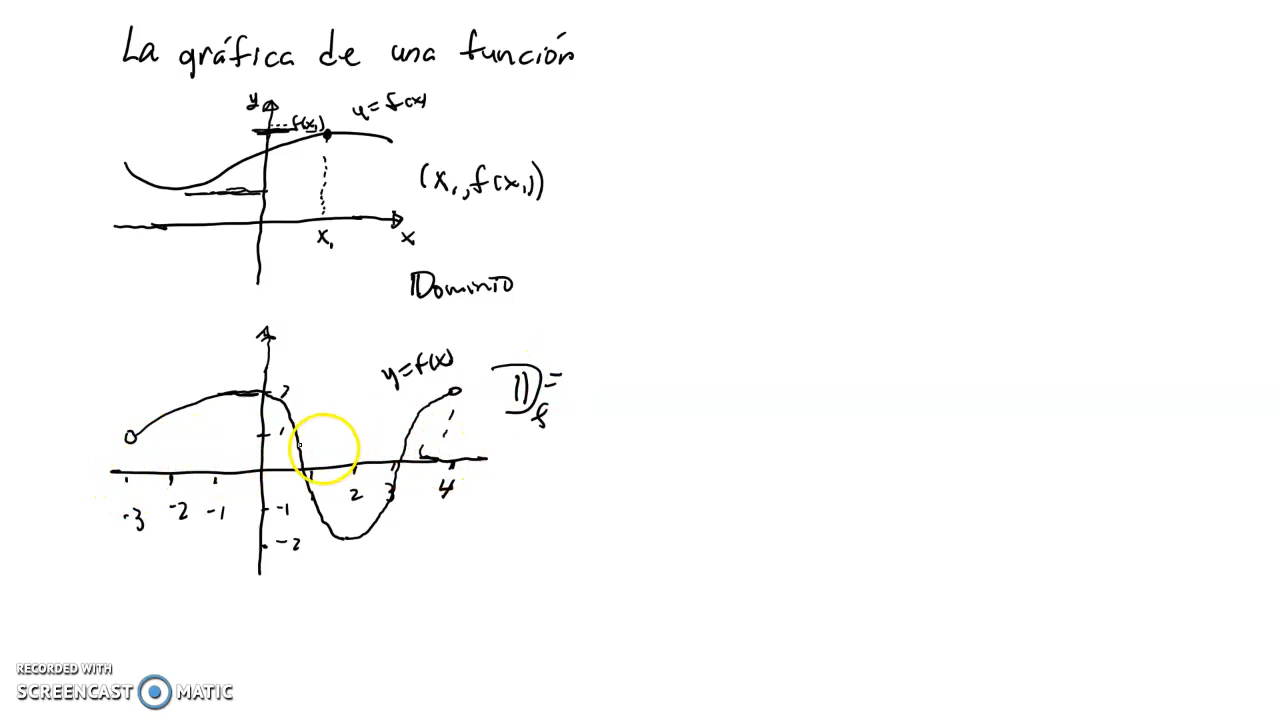 La gráfica de una función
y
y = f(x)
f(x₁)
(x₁, f(x₁))
x₁
x
Dominio
y = f(x)
D_f =
2
1
-3 -2 -1
2 3 4
-1
-2
RECORDED WITH
SCREENCAST MATIC